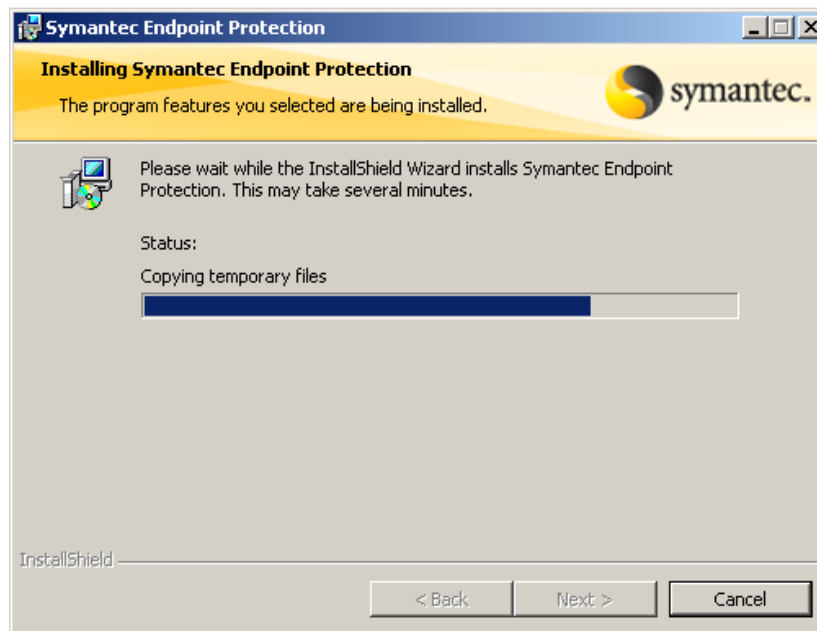 Symantec Endpoint Protection
Installing Symantec Endpoint Protection
The program features you selected are being installed.
symantec.
Please wait while the InstallShield Wizard installs Symantec Endpoint
Protection. This may take several minutes.
Status:
Copying temporary files
InstallShield
< Back Next > Cancel